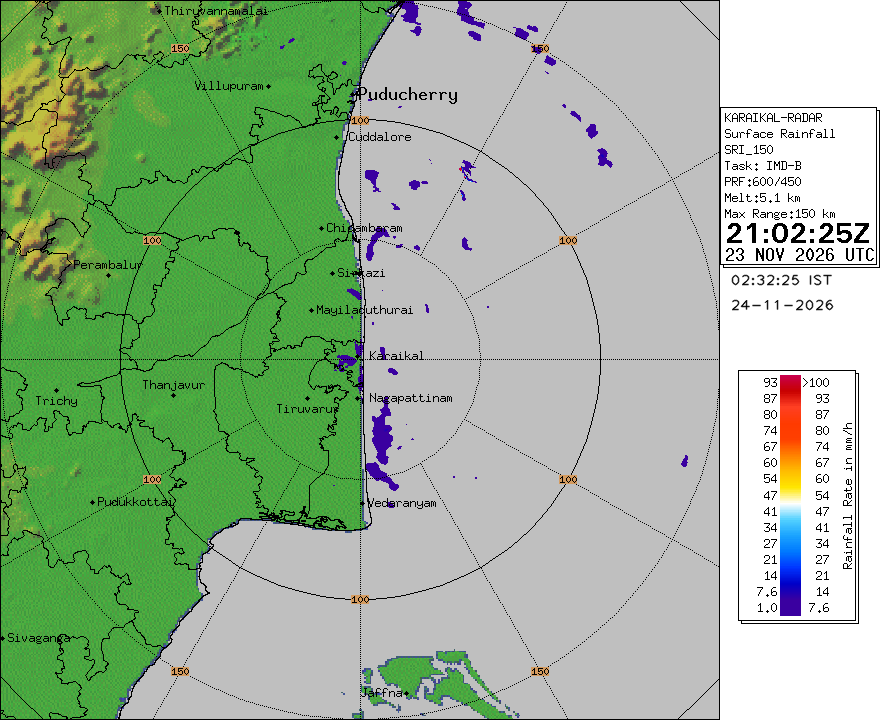 Thiruvannamalai
150
150
Villupuram
Puducherry
100
Cuddalore
Chidambaram
100
100
Perambalur
Sirkazi
Mayiladuthurai
Karaikal
Thanjavur
Trichy
Tiruvarur
Nagapattinam
100
100
Pudukkottai
Vedaranyam
100
Sivaganga
150
150
Jaffna
KARAIKAL-RADAR
Surface Rainfall
SRI_150
Task: IMD-B
PRF:600/450
Melt:5.1 km
Max Range:150 km
21:02:25Z
23 NOV 2026 UTC
02:32:25 IST
24-11-2026
93 >100
87 93
80 87
74 80
67 74
60 67
54 60
47 54
41 47
34 41
27 34
21 27
14 21
7.6 14
1.0 7.6
Rainfall Rate in mm/h